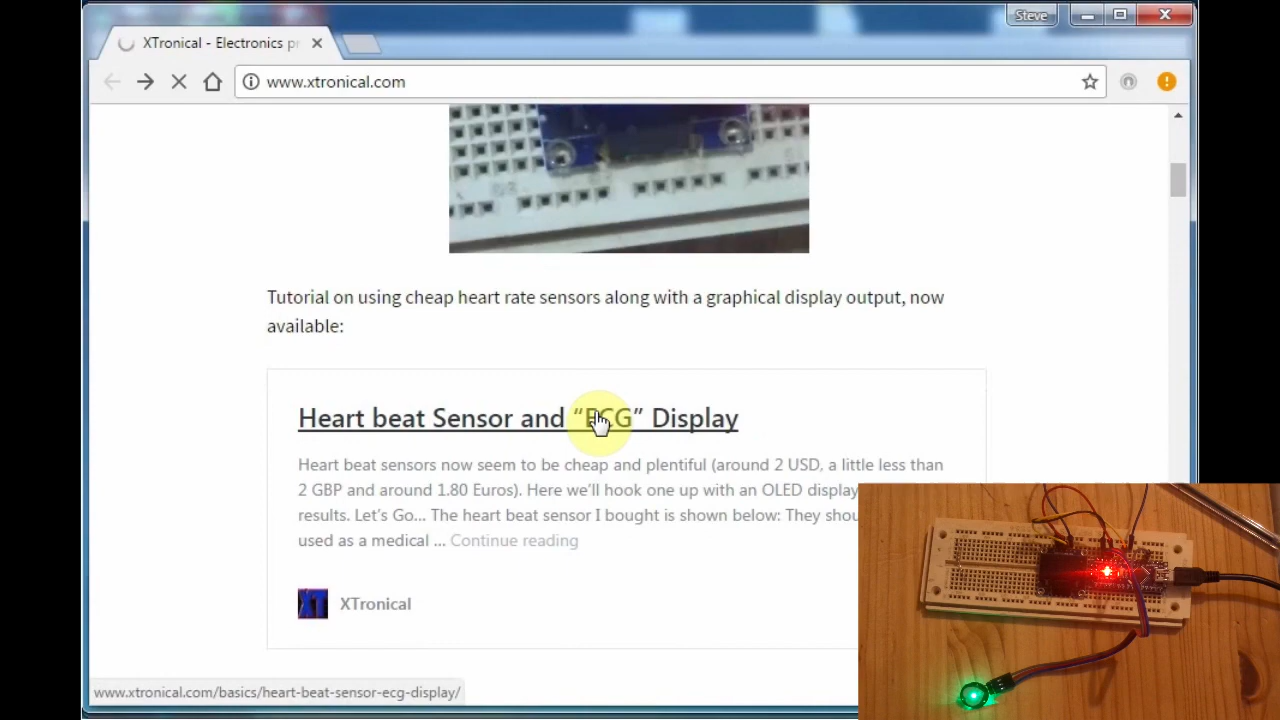 Steve
XTronical - Electronics pr
www.xtronical.com
Tutorial on using cheap heart rate sensors along with a graphical display output, now
available:
Heart beat Sensor and “ECG” Display
Heart beat sensors now seem to be cheap and plentiful (around 2 USD, a little less than
2 GBP and around 1.80 Euros). Here we'll hook one up with an OLED display
results. Let's Go... The heart beat sensor I bought is shown below: They shou
used as a medical ... Continue reading
XT XTronical
www.xtronical.com/basics/heart-beat-sensor-ecg-display/